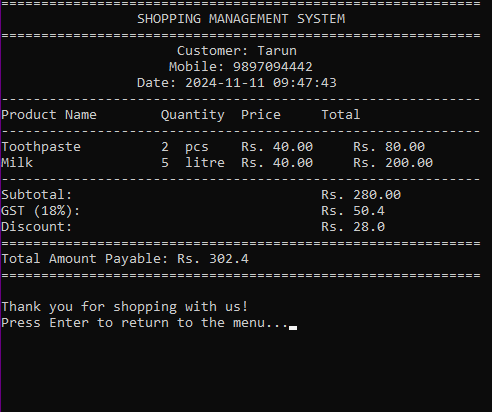 ============================================================
SHOPPING MANAGEMENT SYSTEM
============================================================
Customer: Tarun
Mobile: 9897094442
Date: 2024-11-11 09:47:43
------------------------------------------------------------
Product Name        Quantity  Price     Total
------------------------------------------------------------
Toothpaste          2  pcs    Rs. 40.00     Rs. 80.00
Milk                5  litre  Rs. 40.00     Rs. 200.00
------------------------------------------------------------
Subtotal:                               Rs. 280.00
GST (18%):                              Rs. 50.4
Discount:                               Rs. 28.0
============================================================
Total Amount Payable: Rs. 302.4
============================================================
Thank you for shopping with us!
Press Enter to return to the menu...